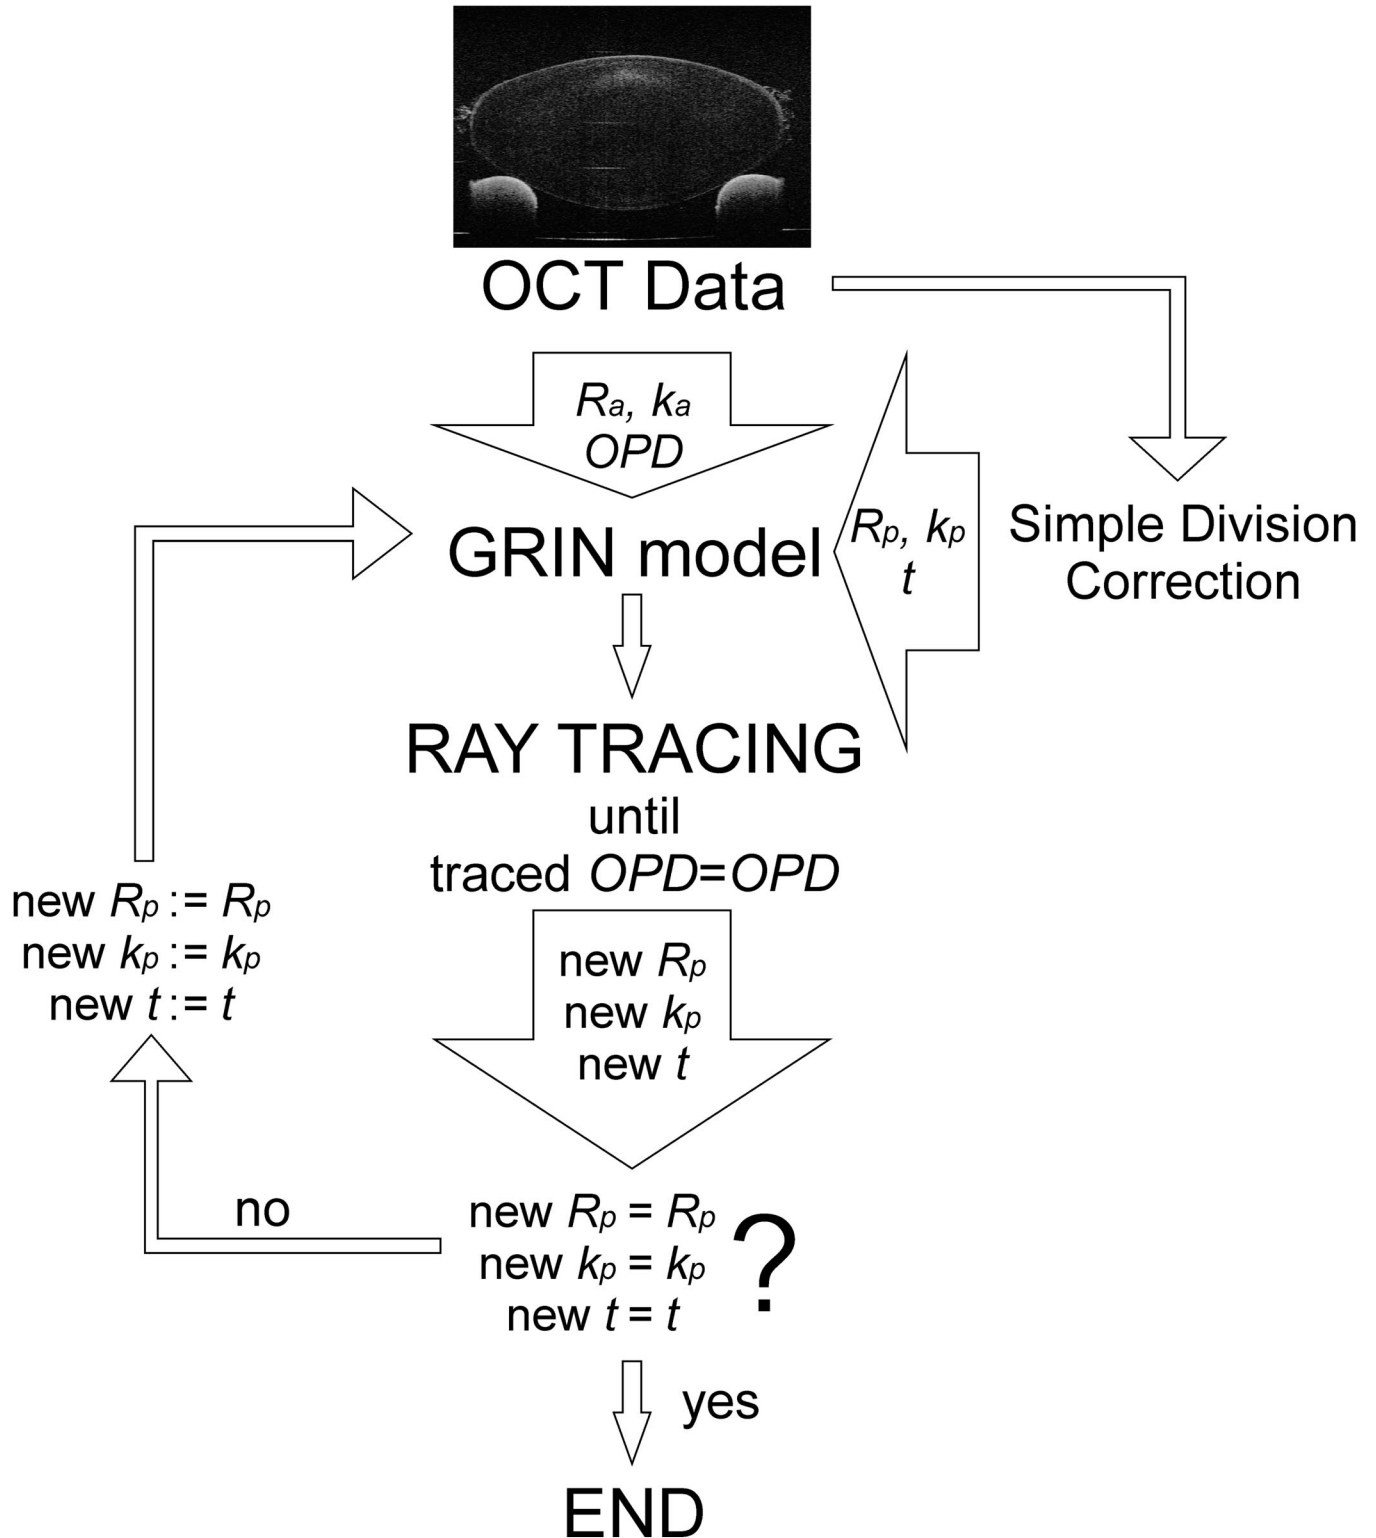 OCT Data
Ra, ka
OPD
GRIN model
Rp, kp
t
Simple Division
Correction
RAY TRACING
until
traced OPD=OPD
new Rp := Rp
new kp := kp
new t := t
new Rp
new kp
new t
no
new Rp = Rp
new kp = kp
new t = t
?
yes
END